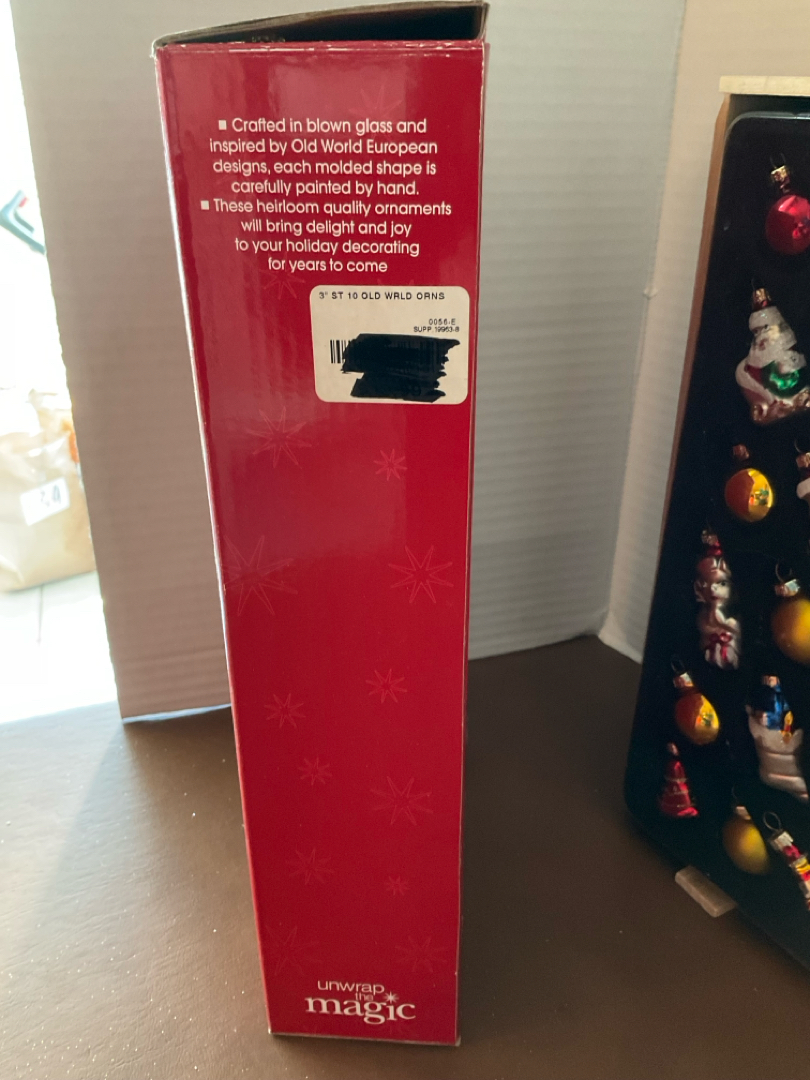 ■ Crafted in blown glass and
inspired by Old World European
designs, each molded shape is
carefully painted by hand.
■ These heirloom quality ornaments
will bring delight and joy
to your holiday decorating
for years to come
3" ST 10 OLD WRLD ORNS
0056-E
SUPP 19963-8
unwrap
the
magic